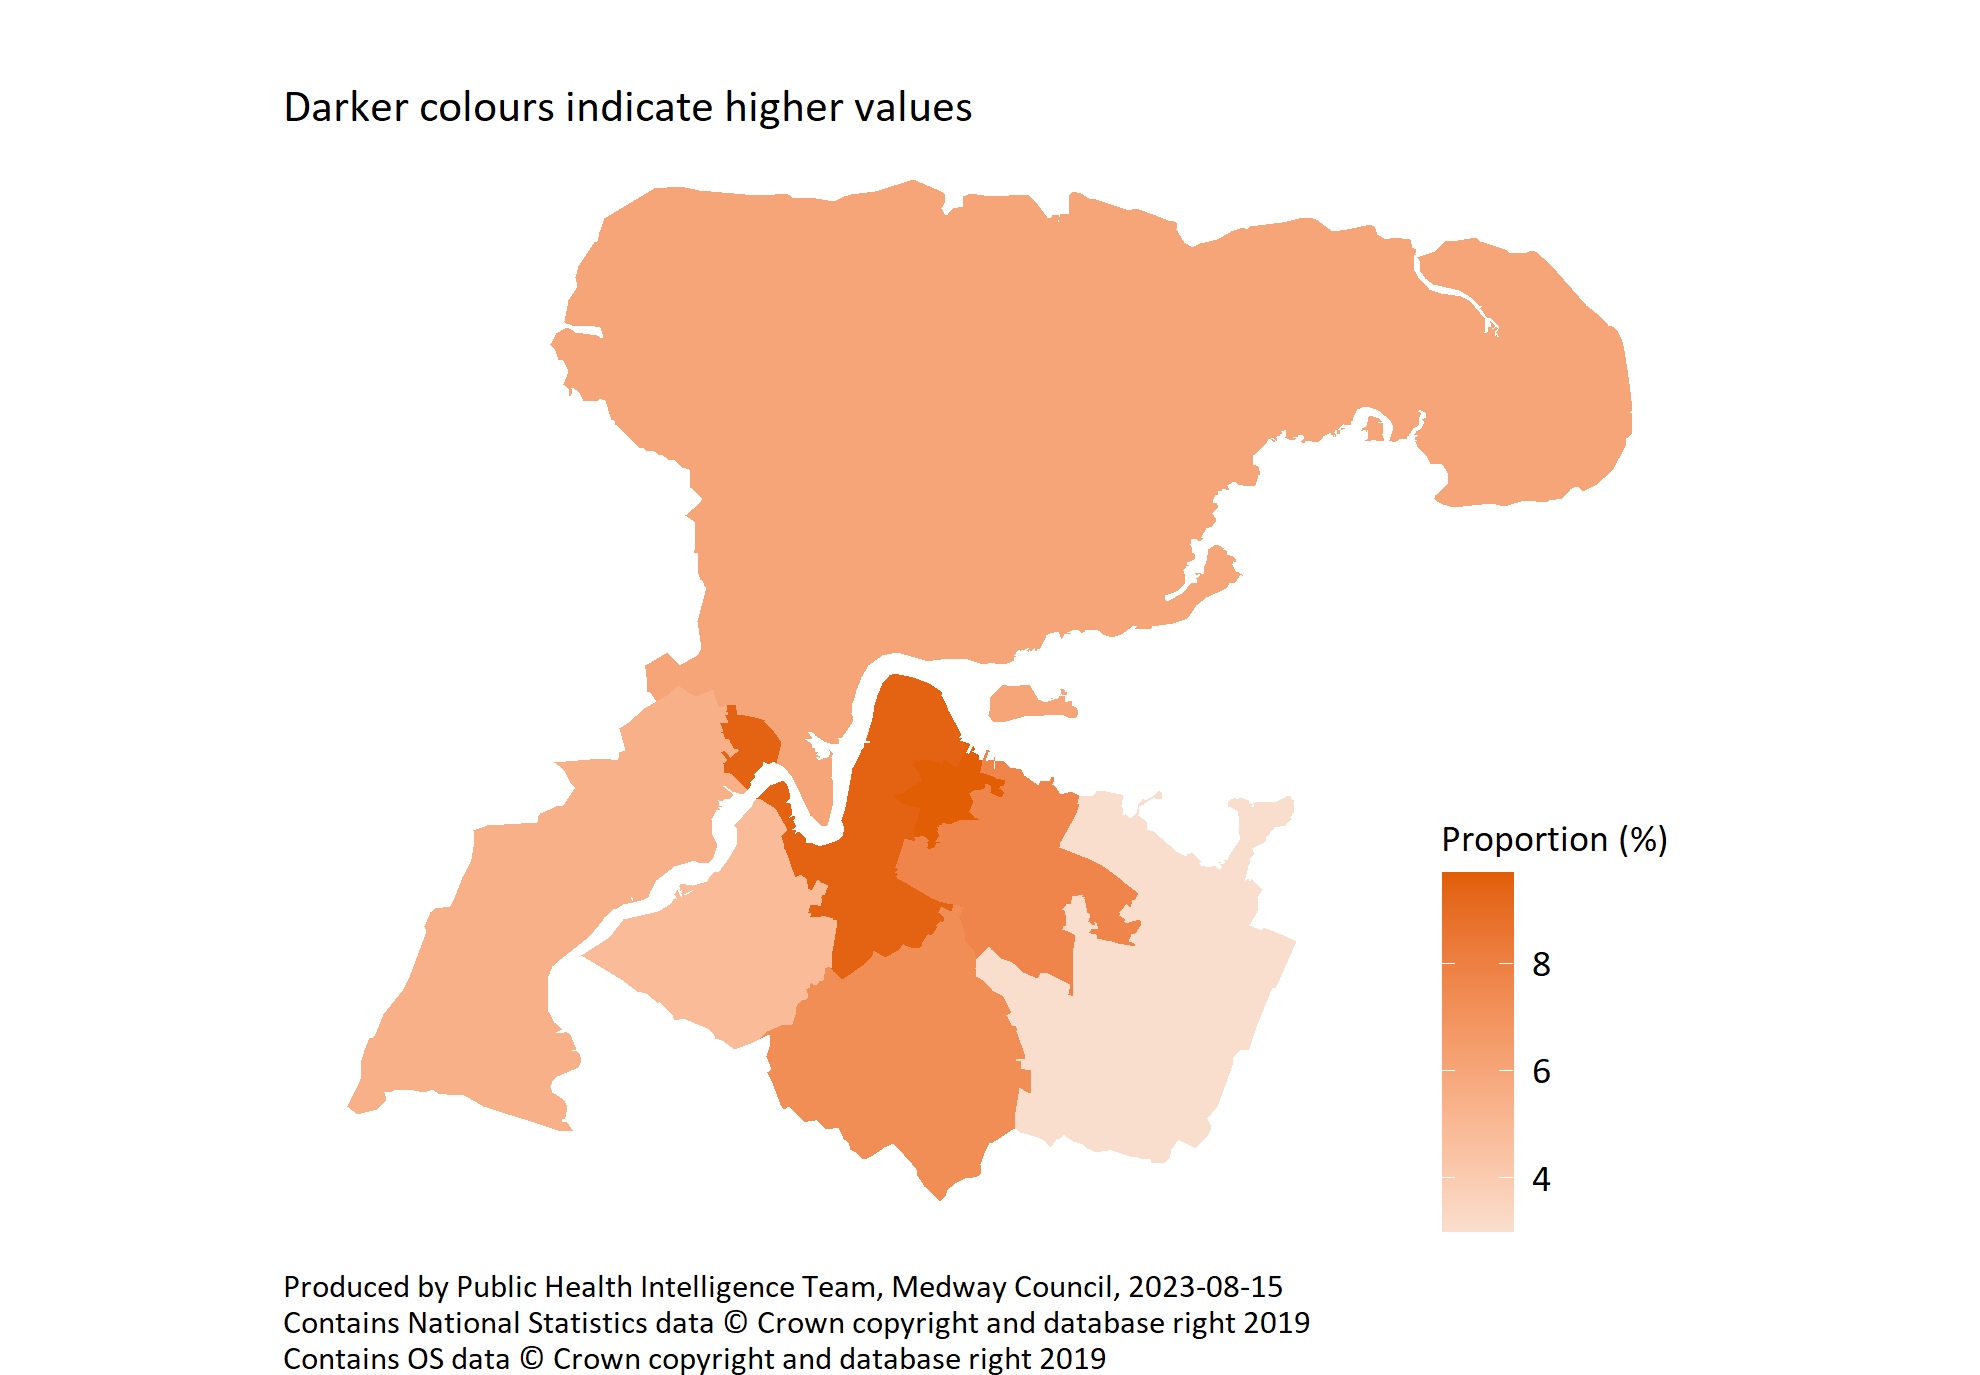 Darker colours indicate higher values
Proportion (%)
8
6
4
Produced by Public Health Intelligence Team, Medway Council, 2023-08-15
Contains National Statistics data © Crown copyright and database right 2019
Contains OS data © Crown copyright and database right 2019